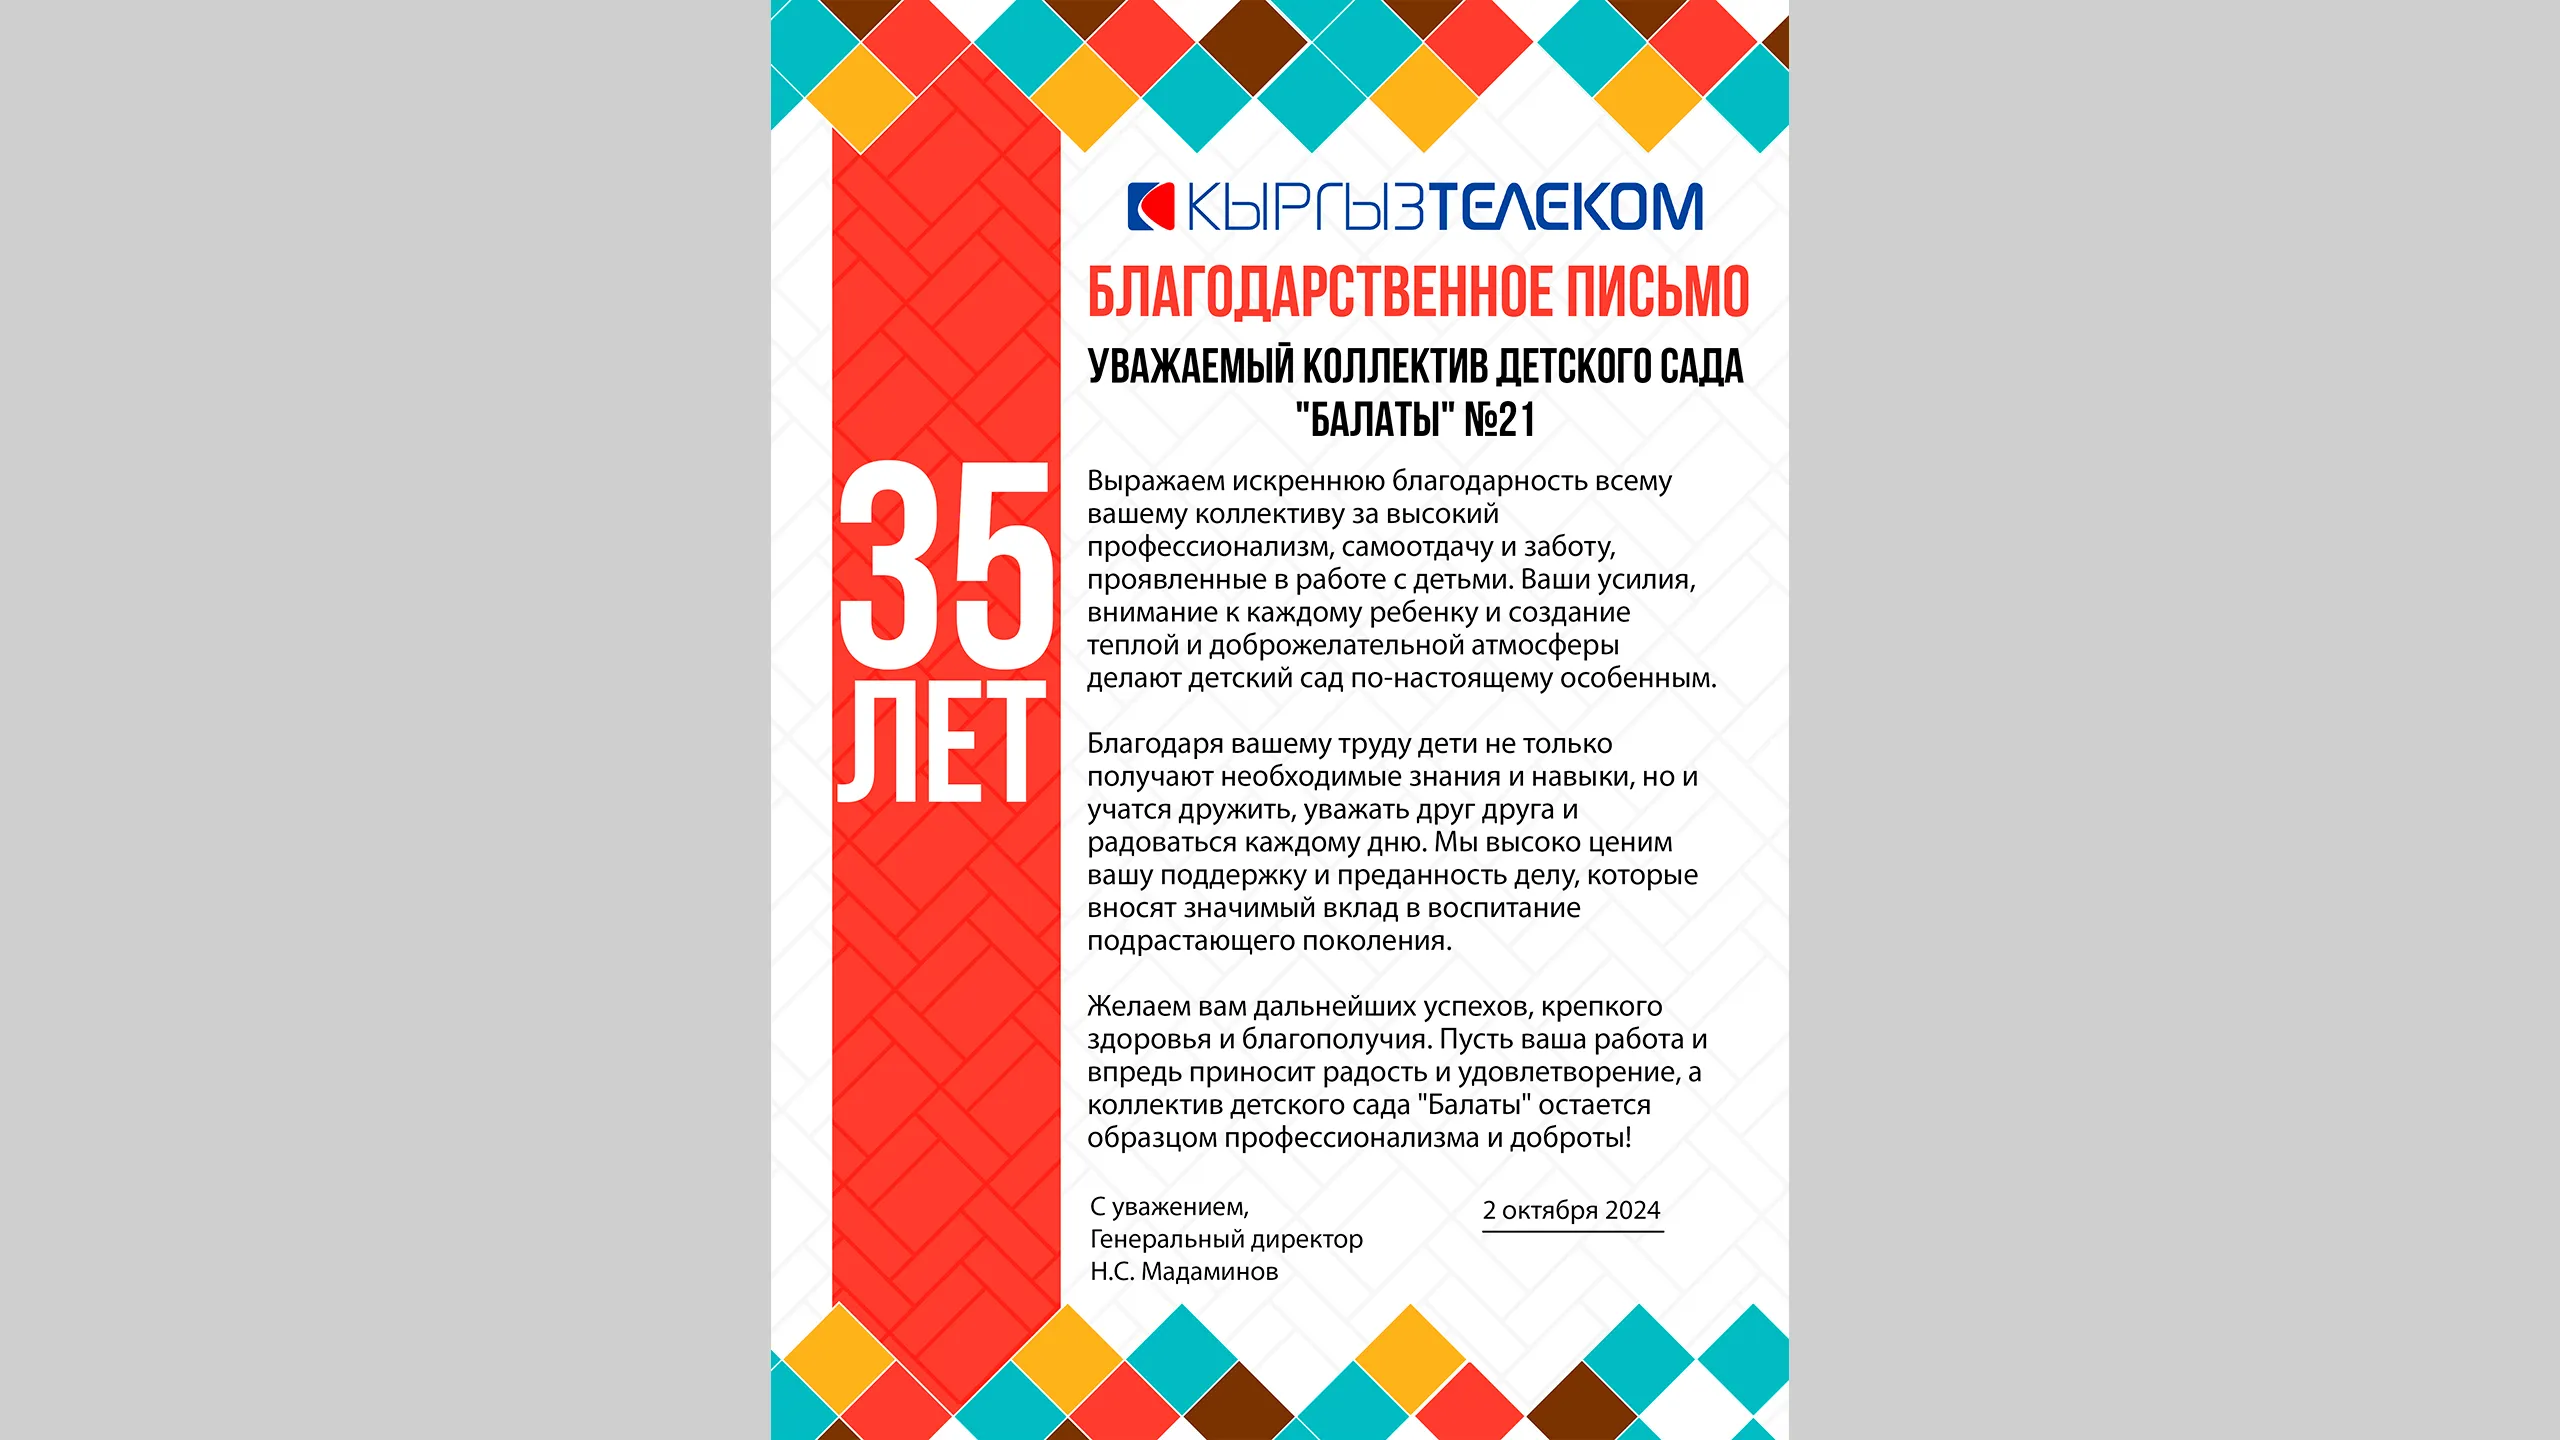 КЫРГЫЗТЕЛЕКОМ
БЛАГОДАРСТВЕННОЕ ПИСЬМО
УВАЖАЕМЫЙ КОЛЛЕКТИВ ДЕТСКОГО САДА
"БАЛАТЫ" №21
35
ЛЕТ
Выражаем искреннюю благодарность всему
вашему коллективу за высокий
профессионализм, самоотдачу и заботу,
проявленные в работе с детьми. Ваши усилия,
внимание к каждому ребенку и создание
теплой и доброжелательной атмосферы
делают детский сад по-настоящему особенным.
Благодаря вашему труду дети не только
получают необходимые знания и навыки, но и
учатся дружить, уважать друг друга и
радоваться каждому дню. Мы высоко ценим
вашу поддержку и преданность делу, которые
вносят значимый вклад в воспитание
подрастающего поколения.
Желаем вам дальнейших успехов, крепкого
здоровья и благополучия. Пусть ваша работа и
впредь приносит радость и удовлетворение, а
коллектив детского сада "Балаты" остается
образцом профессионализма и доброты!
С уважением,
Генеральный директор
Н.С. Мадаминов
2 октября 2024